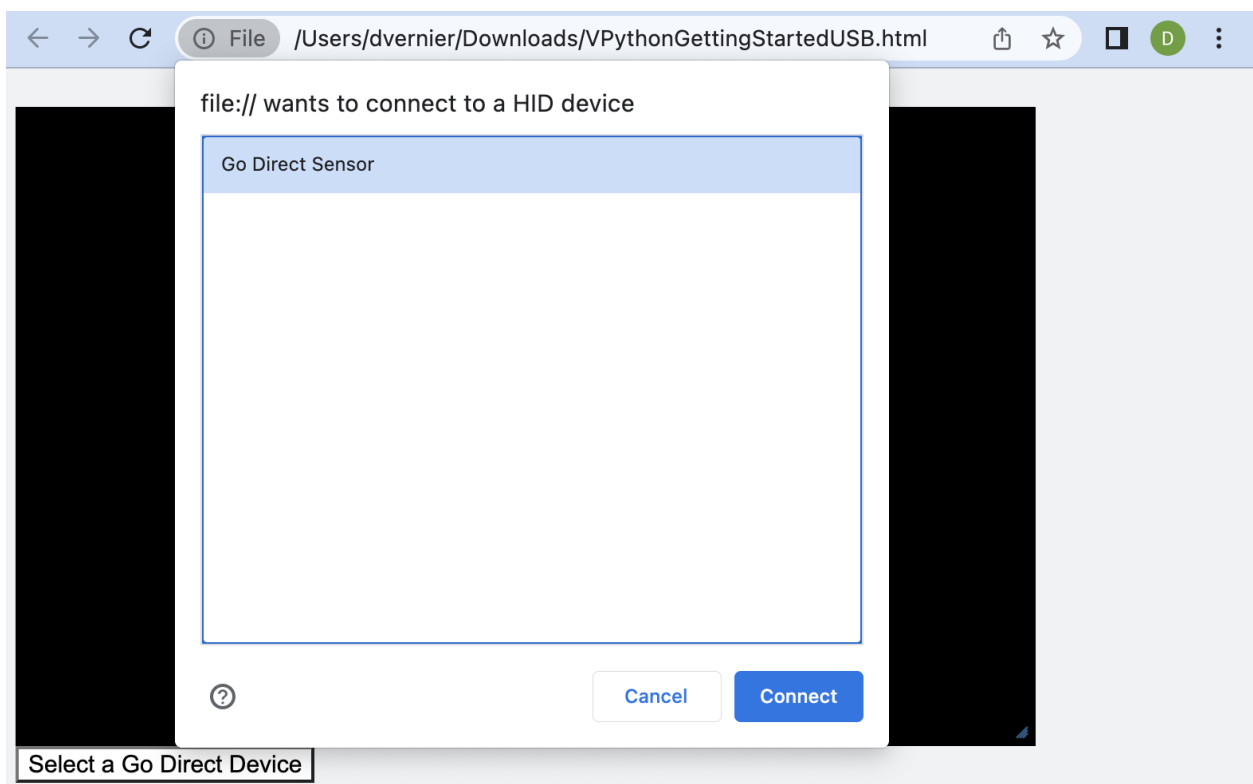 File /Users/dvernier/Downloads/VPythonGettingStartedUSB.html D
file:// wants to connect to a HID device
Go Direct Sensor
Cancel Connect
Select a Go Direct Device